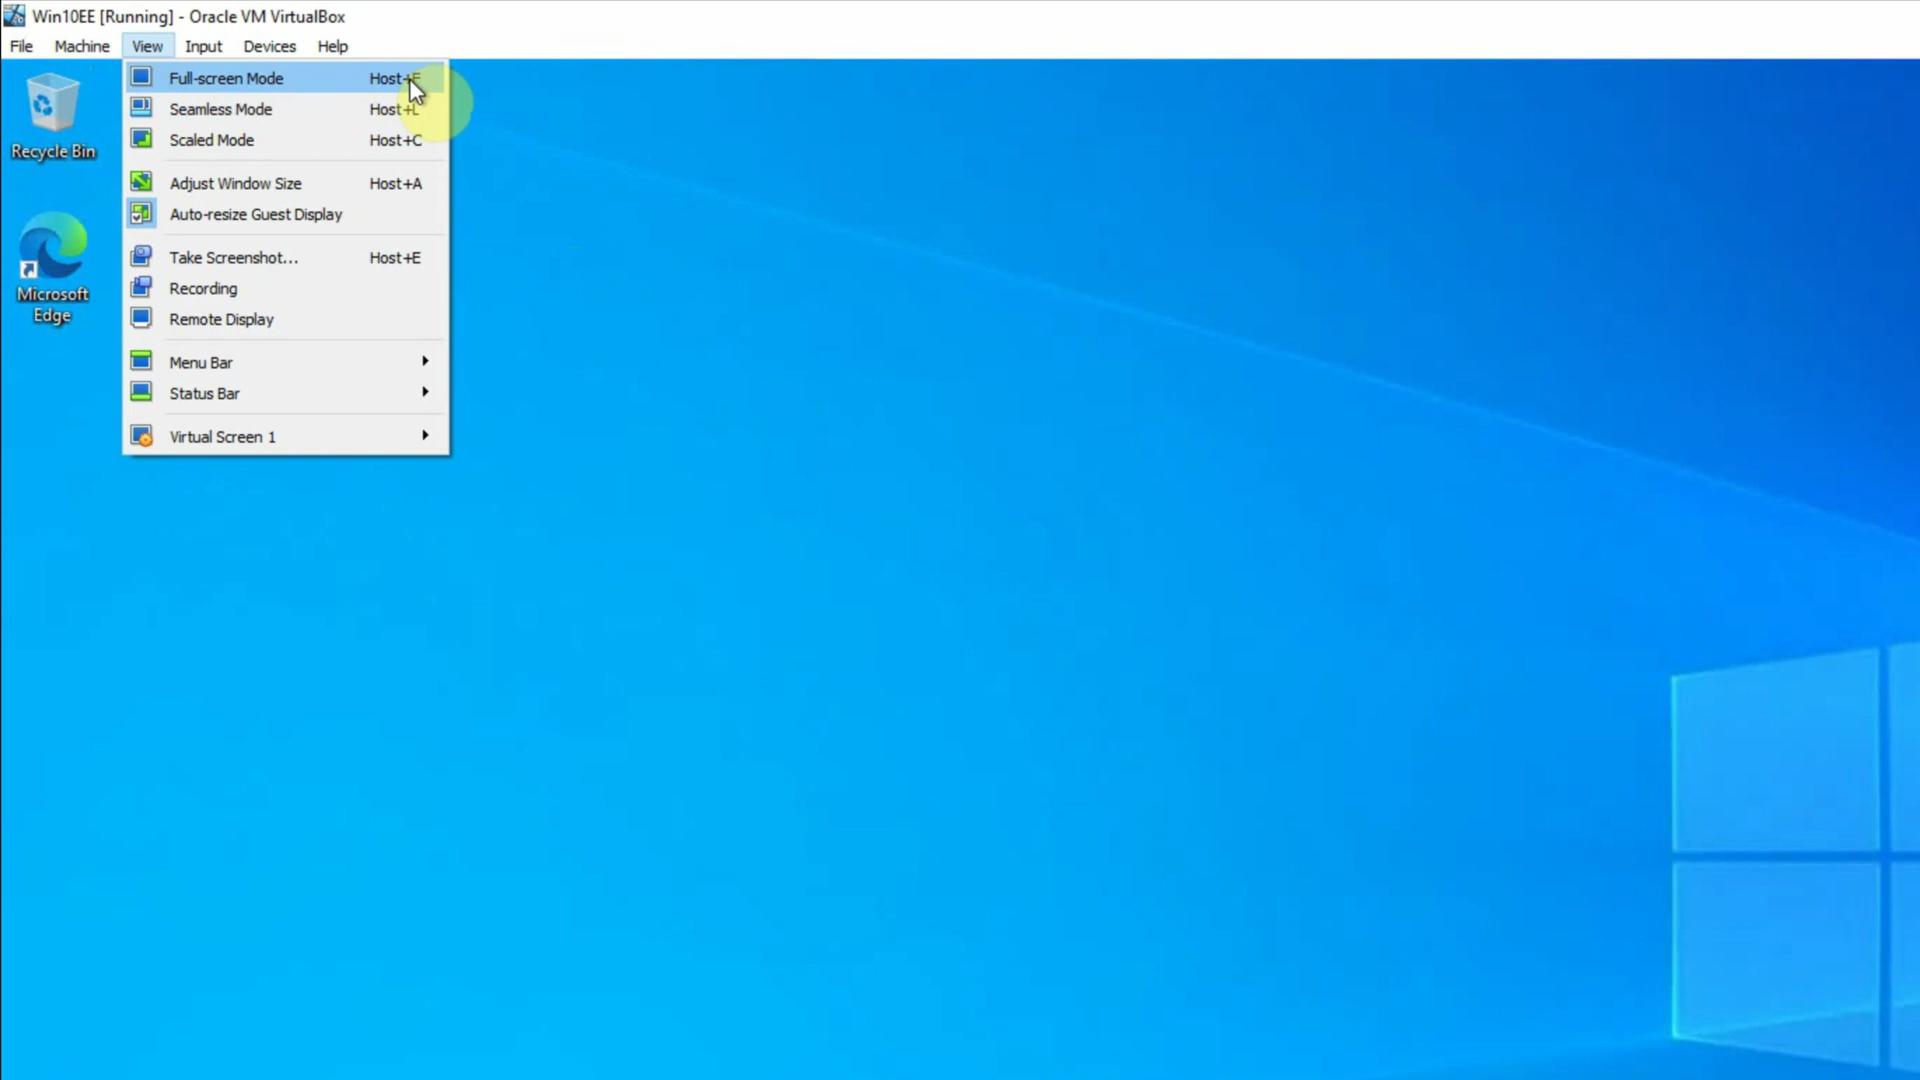 Win10EE [Running] - Oracle VM VirtualBox
File Machine View Input Devices Help
Full-screen Mode Host+F
Seamless Mode Host+L
Scaled Mode Host+C
Adjust Window Size Host+A
Auto-resize Guest Display
Take Screenshot... Host+E
Recording
Remote Display
Menu Bar
Status Bar
Virtual Screen 1
Recycle Bin
Microsoft
Edge